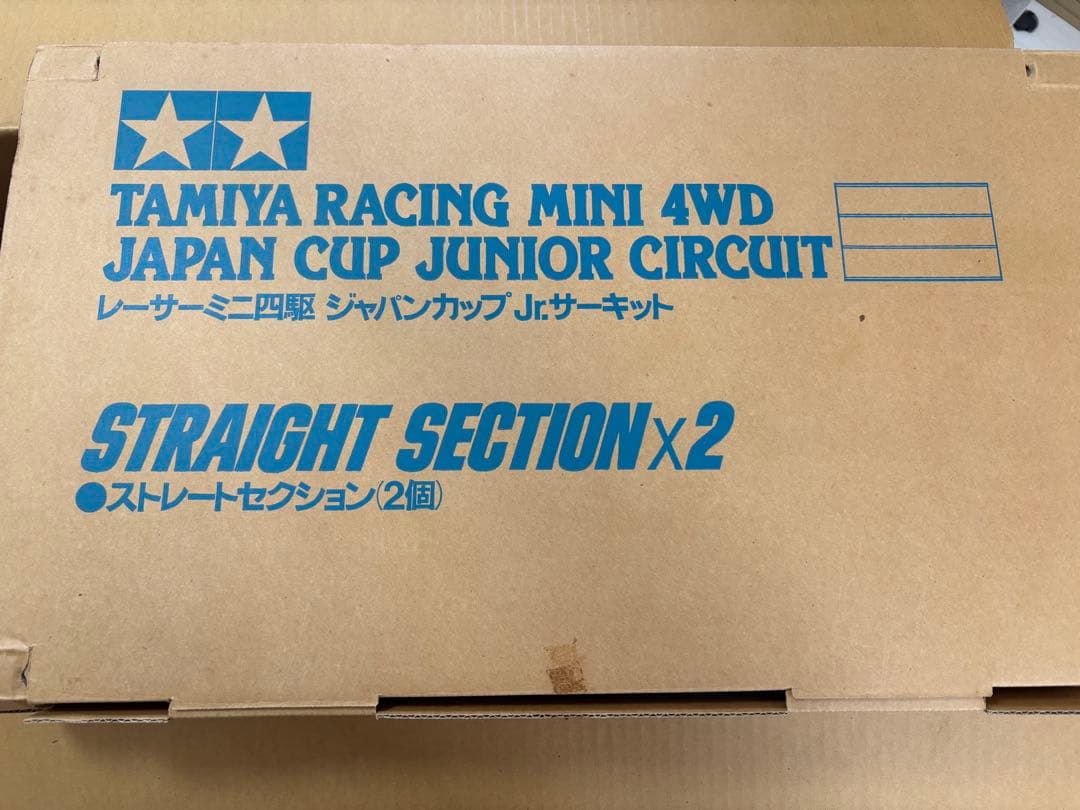 TAMIYA RACING MINI 4WD
JAPAN CUP JUNIOR CIRCUIT
レーサーミニ四駆 ジャパンカップ Jr.サーキット
STRAIGHT SECTION×2
●ストレートセクション(2個)